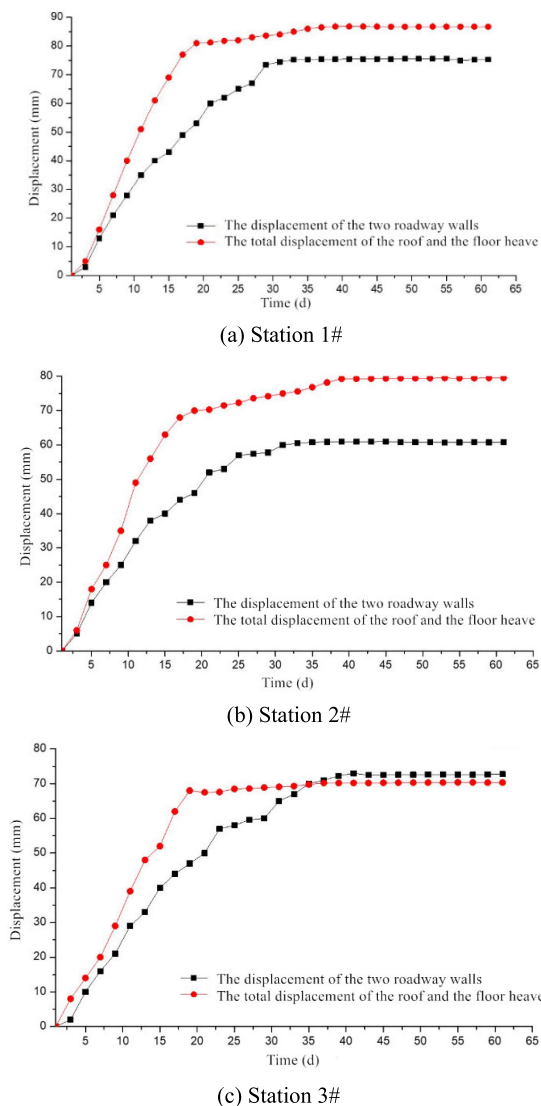 90
80
70
60
50
40
30
20
10
0
Displacement (mm)
The displacement of the two roadway walls
The total displacement of the roof and the floor heave
5 10 15 20 25 30 35 40 45 50 55 60 65
Time (d)
(a) Station 1#
80
70
60
50
40
30
20
10
0
Displacement (mm)
The displacement of the two roadway walls
The total displacement of the roof and the floor heave
5 10 15 20 25 30 35 40 45 50 55 60 65
Time (d)
(b) Station 2#
80
70
60
50
40
30
20
10
0
Displacement (mm)
The displacement of the two roadway walls
The total displacement of the roof and the floor heave
5 10 15 20 25 30 35 40 45 50 55 60 65
Time (d)
(c) Station 3#